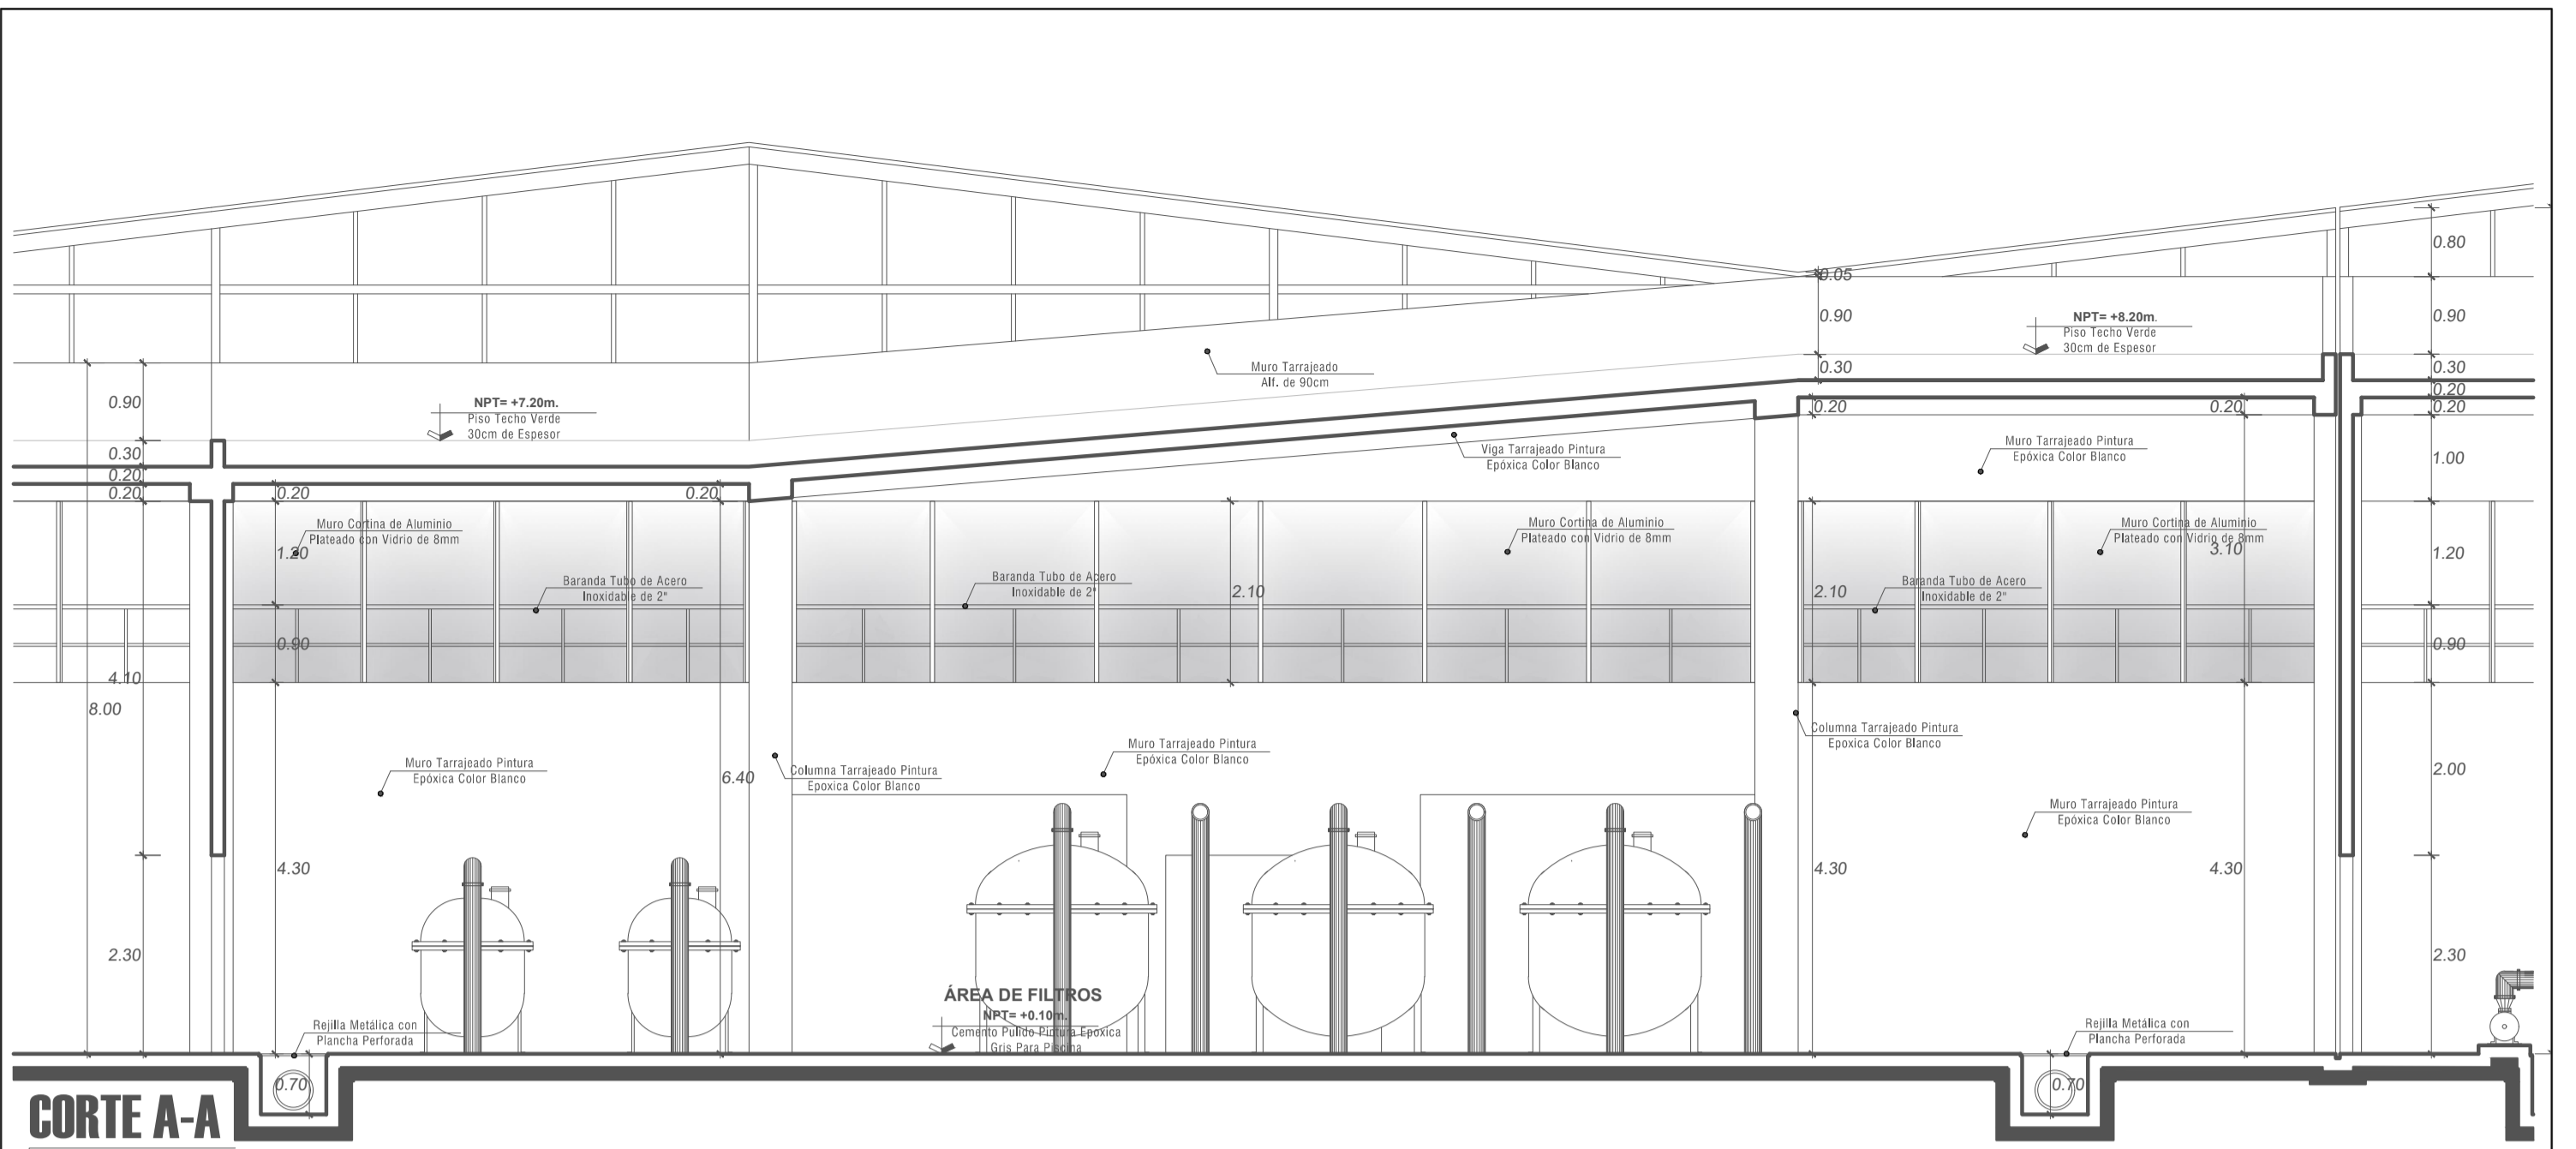 0.80
0.05
0.90
0.90
NPT= +8.20m.
Piso Techo Verde
30cm de Espesor
Muro Tarrajeado
Alf. de 90cm
0.30
0.30
0.20
0.20
0.20
0.20
0.90
NPT= +7.20m.
Piso Techo Verde
30cm de Espesor
0.30
0.20
0.20
0.20
0.20
Viga Tarrajeado Pintura
Epóxica Color Blanco
Muro Tarrajeado Pintura
Epóxica Color Blanco
1.00
Muro Cortina de Aluminio
Plateado con Vidrio de 8mm
1.20
Muro Cortina de Aluminio
Plateado con Vidrio de 8mm
Muro Cortina de Aluminio
Plateado con Vidrio de 8mm
3.10
1.20
Baranda Tubo de Acero
Inoxidable de 2"
Baranda Tubo de Acero
Inoxidable de 2"
2.10
2.10
Baranda Tubo de Acero
Inoxidable de 2"
0.90
0.90
4.10
8.00
Columna Tarrajeado Pintura
Epoxica Color Blanco
Muro Tarrajeado Pintura
Epóxica Color Blanco
6.40
Columna Tarrajeado Pintura
Epoxica Color Blanco
Muro Tarrajeado Pintura
Epóxica Color Blanco
2.00
Muro Tarrajeado Pintura
Epóxica Color Blanco
4.30
4.30
4.30
2.30
2.30
ÁREA DE FILTROS
NPT= +0.10m.
Cemento Pulido Pintura Epoxica
Gris Para Piscina
Rejilla Metálica con
Plancha Perforada
Rejilla Metálica con
Plancha Perforada
0.70
0.70
CORTE A-A